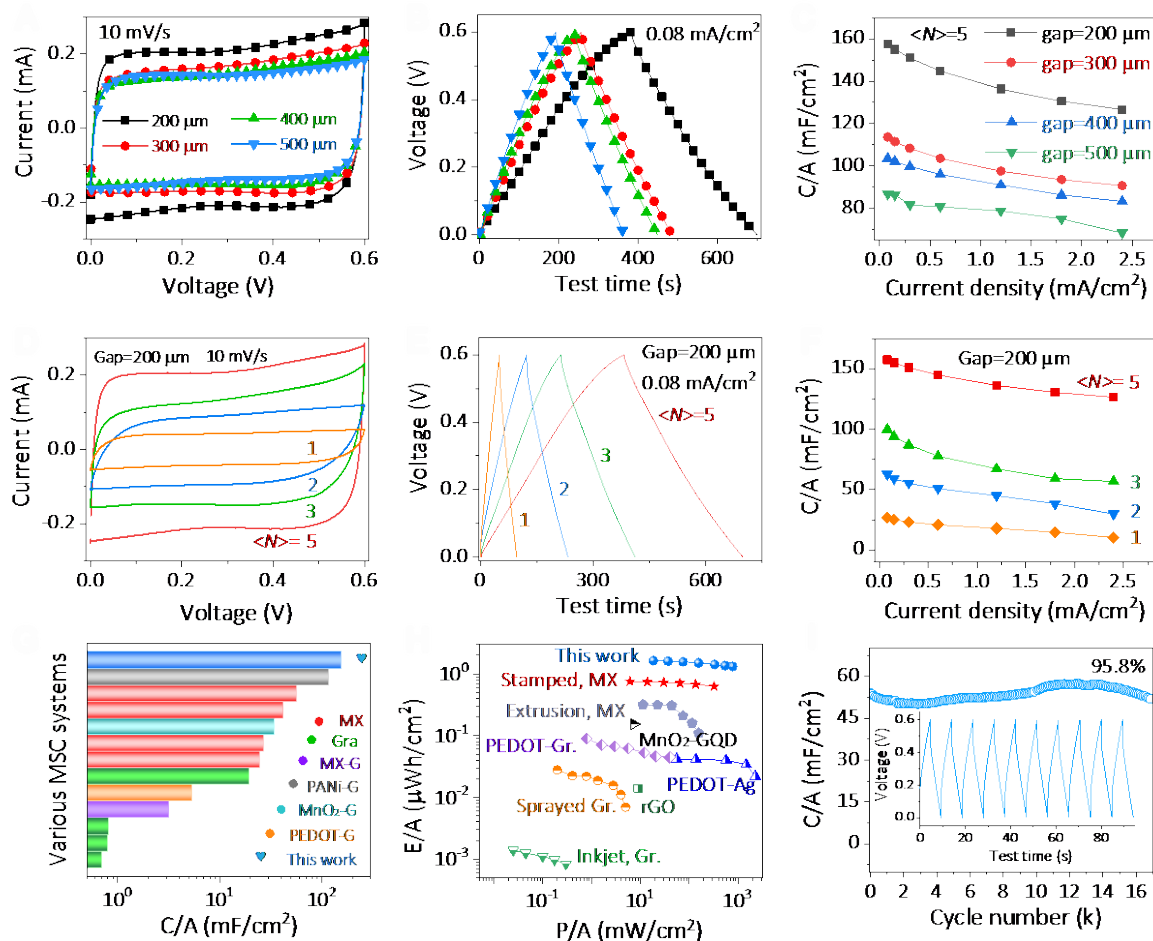 10 mV/s
Current (mA)
0.2
0.0
-0.2
200 μm
400 μm
300 μm
500 μm
0.0
0.2
0.4
0.6
Voltage (V)
B
0.08 mA/cm²
Voltage (V)
0.6
0.4
0.2
0.0
0
200
400
600
Test time (s)
C
<N>=5
gap=200 μm
gap=300 μm
gap=400 μm
gap=500 μm
C/A (mF/cm²)
160
140
120
100
80
0.0
0.6
1.2
1.8
2.4
Current density (mA/cm²)
D
Gap=200 μm 10 mV/s
Current (mA)
0.2
0.0
-0.2
1
2
3
<N>= 5
0.0
0.2
0.4
0.6
Voltage (V)
E
Gap=200 μm
0.08 mA/cm²
<N>=5
Voltage (V)
0.6
0.4
0.2
0.0
1
2
3
0
300
600
Test time (s)
F
Gap=200 μm
<N>= 5
C/A (mF/cm²)
150
100
50
0
3
2
1
0.0
0.6
1.2
1.8
2.4
Current density (mA/cm²)
G
Various MSC systems
MX
Gra
MX-G
PANi-G
MnO₂-G
PEDOT-G
This work
10⁰
10¹
10²
C/A (mF/cm²)
H
E/A (μWh/cm²)
10⁰
10⁻¹
10⁻²
10⁻³
This work
Stamped, MX
Extrusion, MX
MnO₂-GQD
PEDOT-Gr.
PEDOT-Ag
Sprayed Gr.
rGO
Inkjet, Gr.
10⁻¹
10¹
10³
P/A (mW/cm²)
I
95.8%
C/A (mF/cm²)
60
45
30
15
0
Voltage (V)
0.6
0.4
0.2
0.0
0
20
40
60
80
Test time (s)
0
2
4
6
8
10
12
14
16
Cycle number (k)